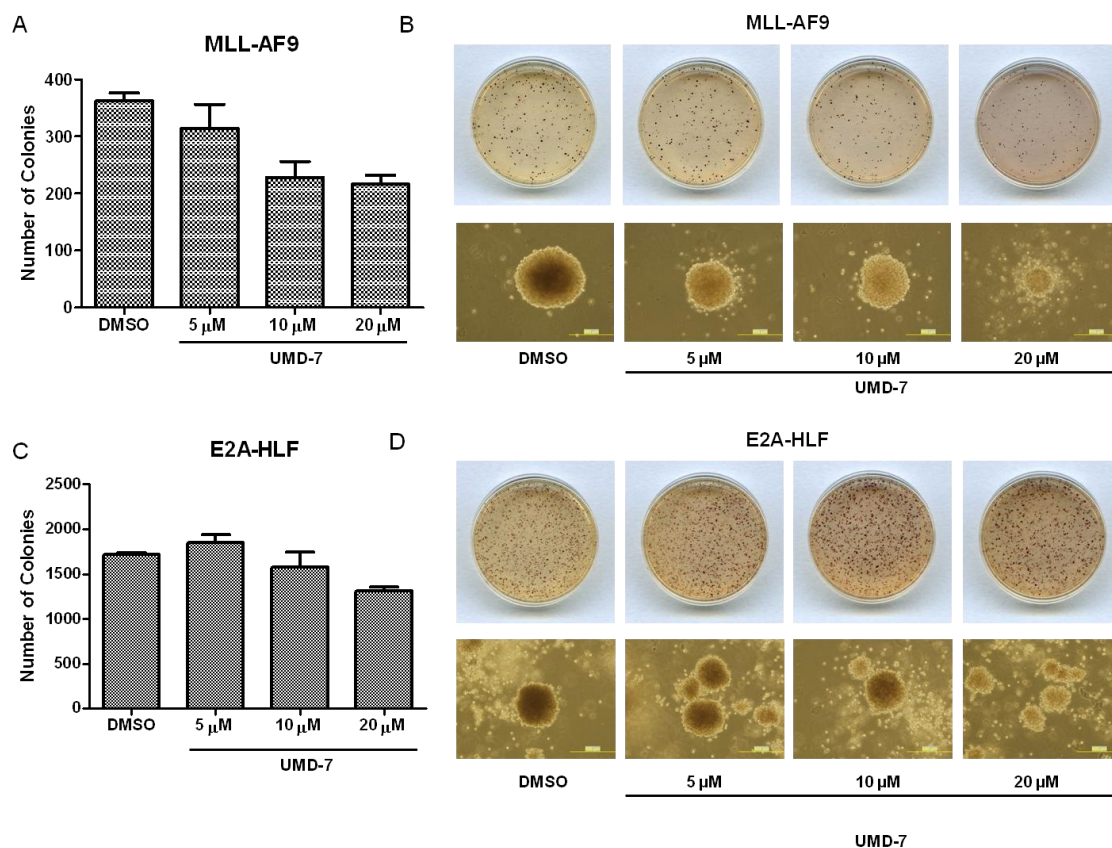 A
MLL-AF9
Number of Colonies
400
300
200
100
0
DMSO
5 μM
10 μM
20 μM
UMD-7
B
MLL-AF9
DMSO
5 μM
10 μM
20 μM
UMD-7
C
E2A-HLF
Number of Colonies
2500
2000
1500
1000
500
0
DMSO
5 μM
10 μM
20 μM
UMD-7
D
E2A-HLF
DMSO
5 μM
10 μM
20 μM
UMD-7